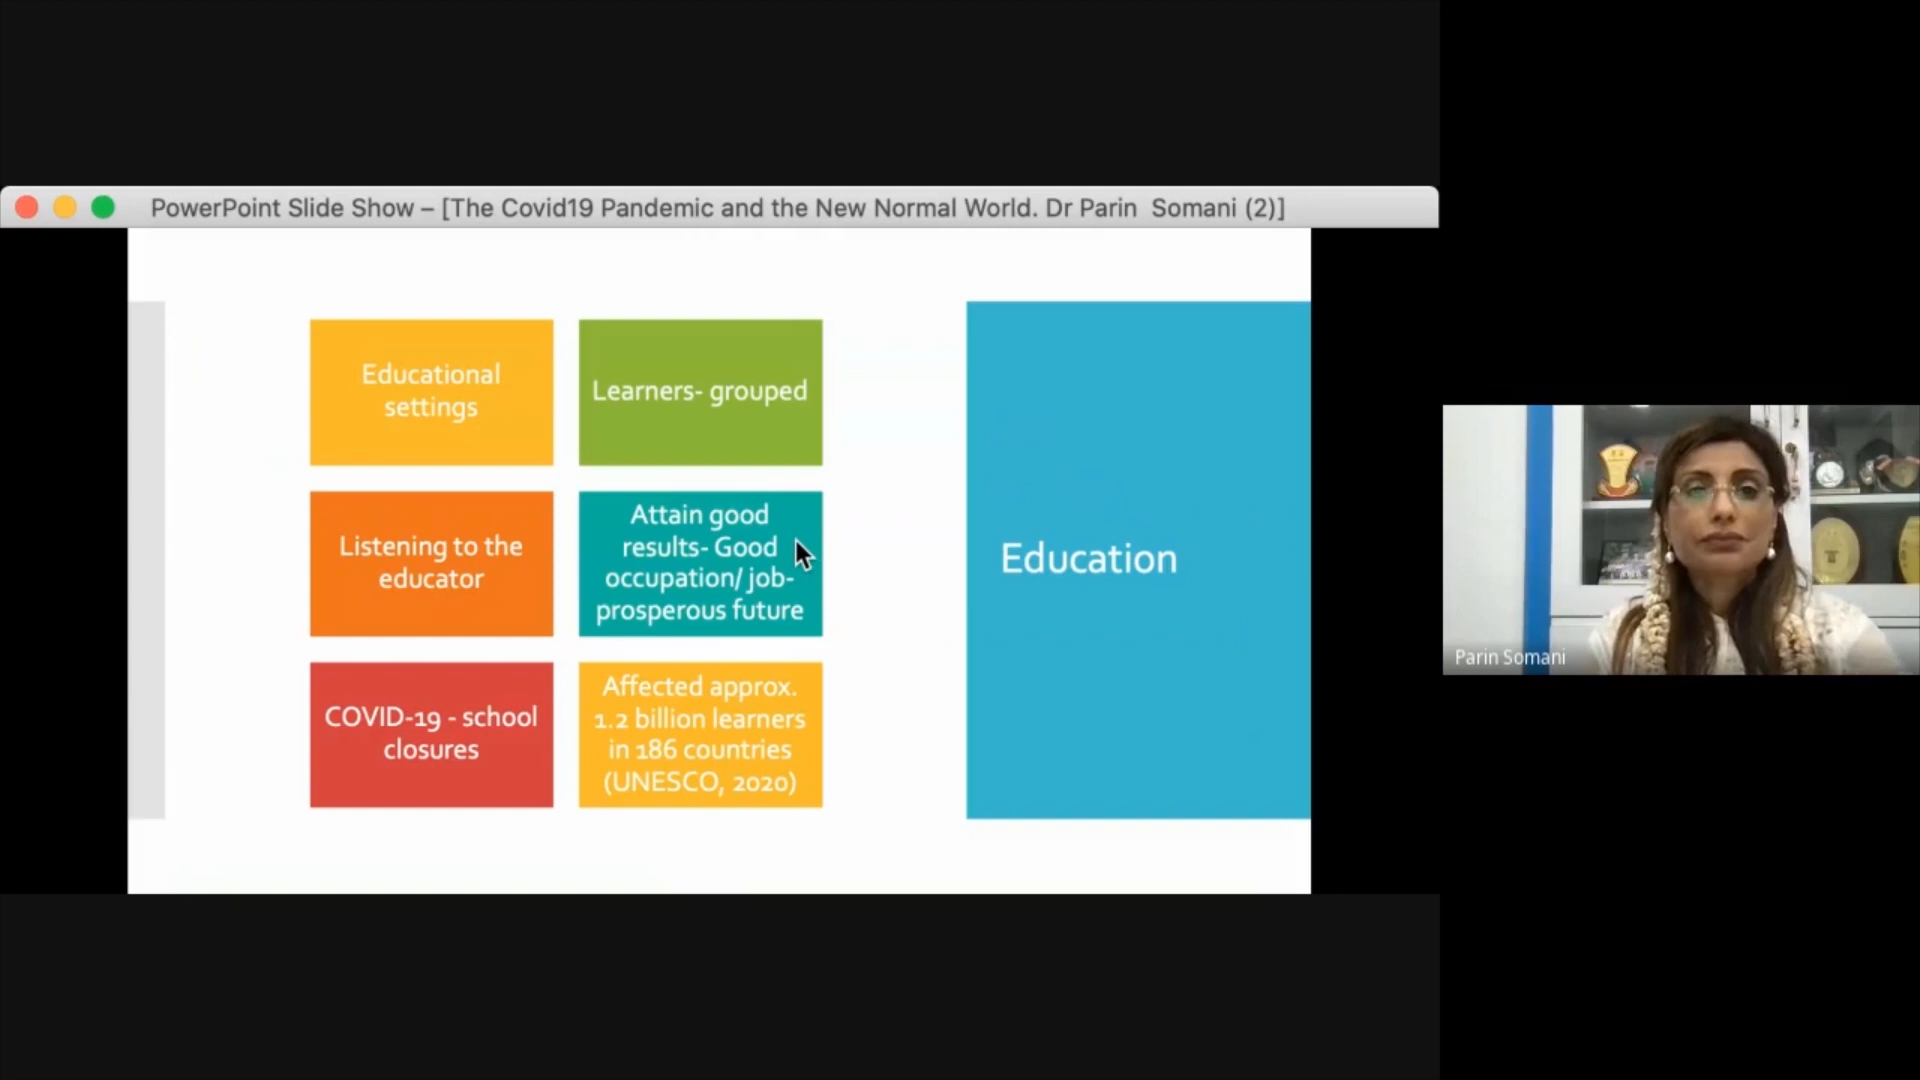 PowerPoint Slide Show – [The Covid19 Pandemic and the New Normal World. Dr Parin Somani (2)]
Educational
settings
Learners- grouped
Listening to the
educator
Attain good
results- Good
occupation/ job-
prosperous future
COVID-19 - school
closures
Affected approx.
1.2 billion learners
in 186 countries
(UNESCO, 2020)
Education
Parin Somani